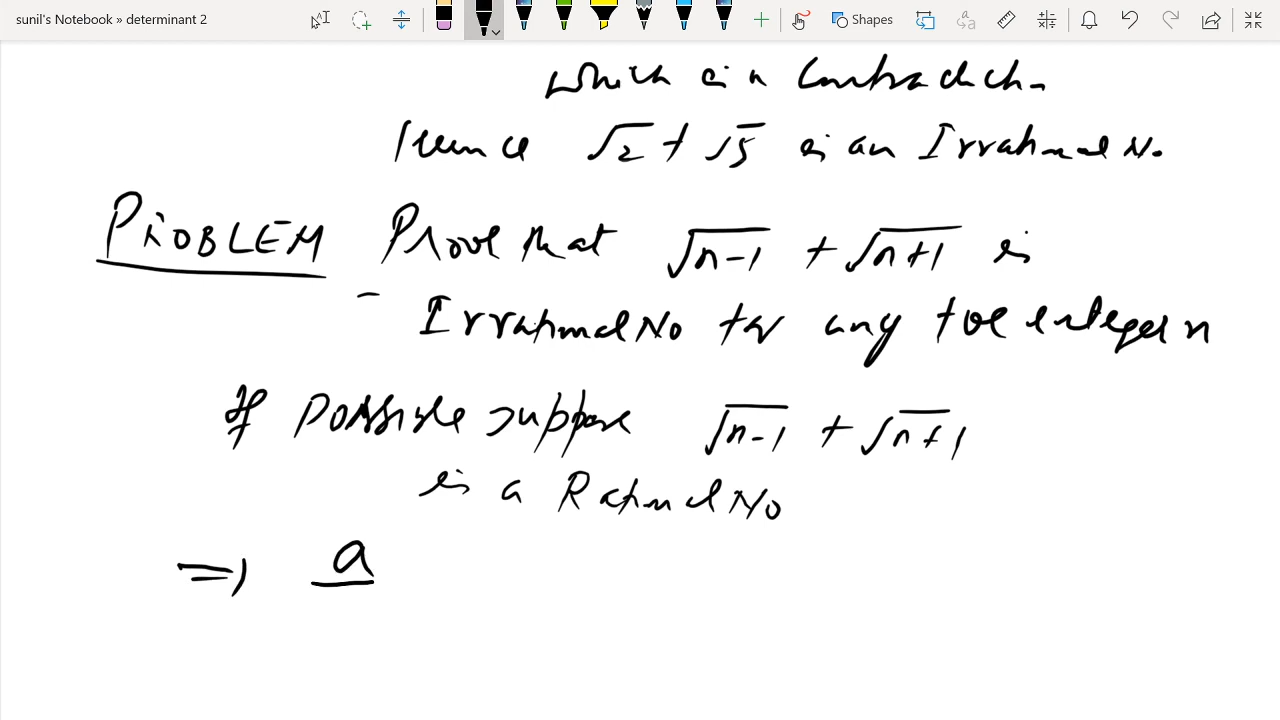 sunil's Notebook » determinant 2
Shapes
which is a Contradictn
Hence √2 + √5 is an Irrational No.
PROBLEM Prove that √n-1 + √n+1 is
Irrational No for any +ve integer n
If possible suppose √n-1 + √n+1
is a Rational No
=> a